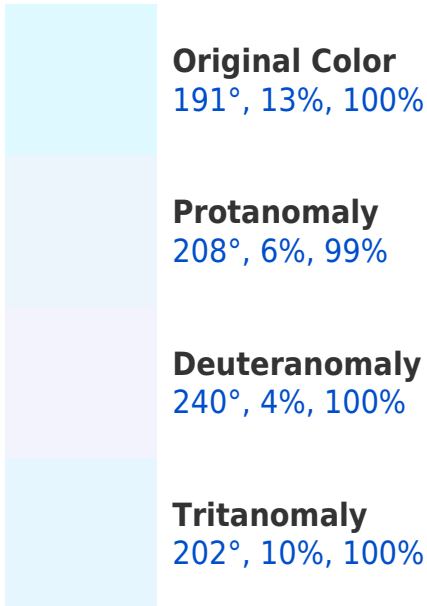 Original Color
191°, 13%, 100%
Protanomaly
208°, 6%, 99%
Deuteranomaly
240°, 4%, 100%
Tritanomaly
202°, 10%, 100%